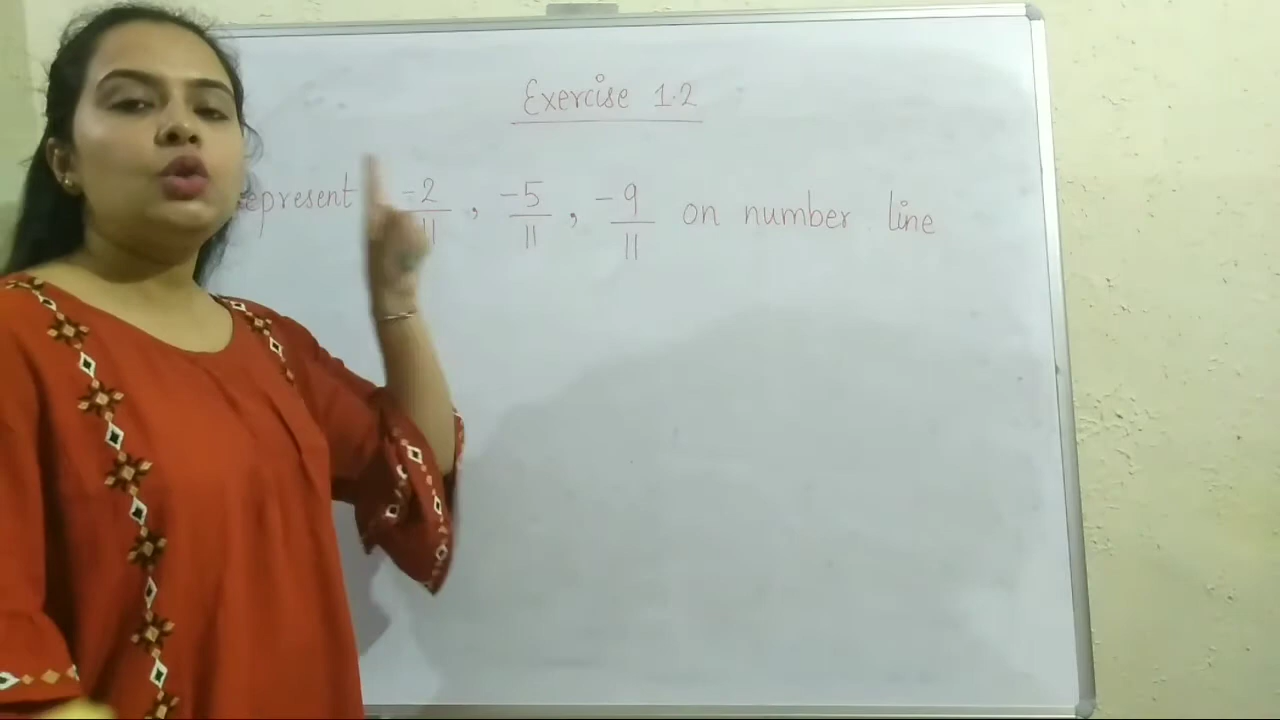 Exercise 1.2
epresent -2/11 , -5/11 , -9/11 on number line